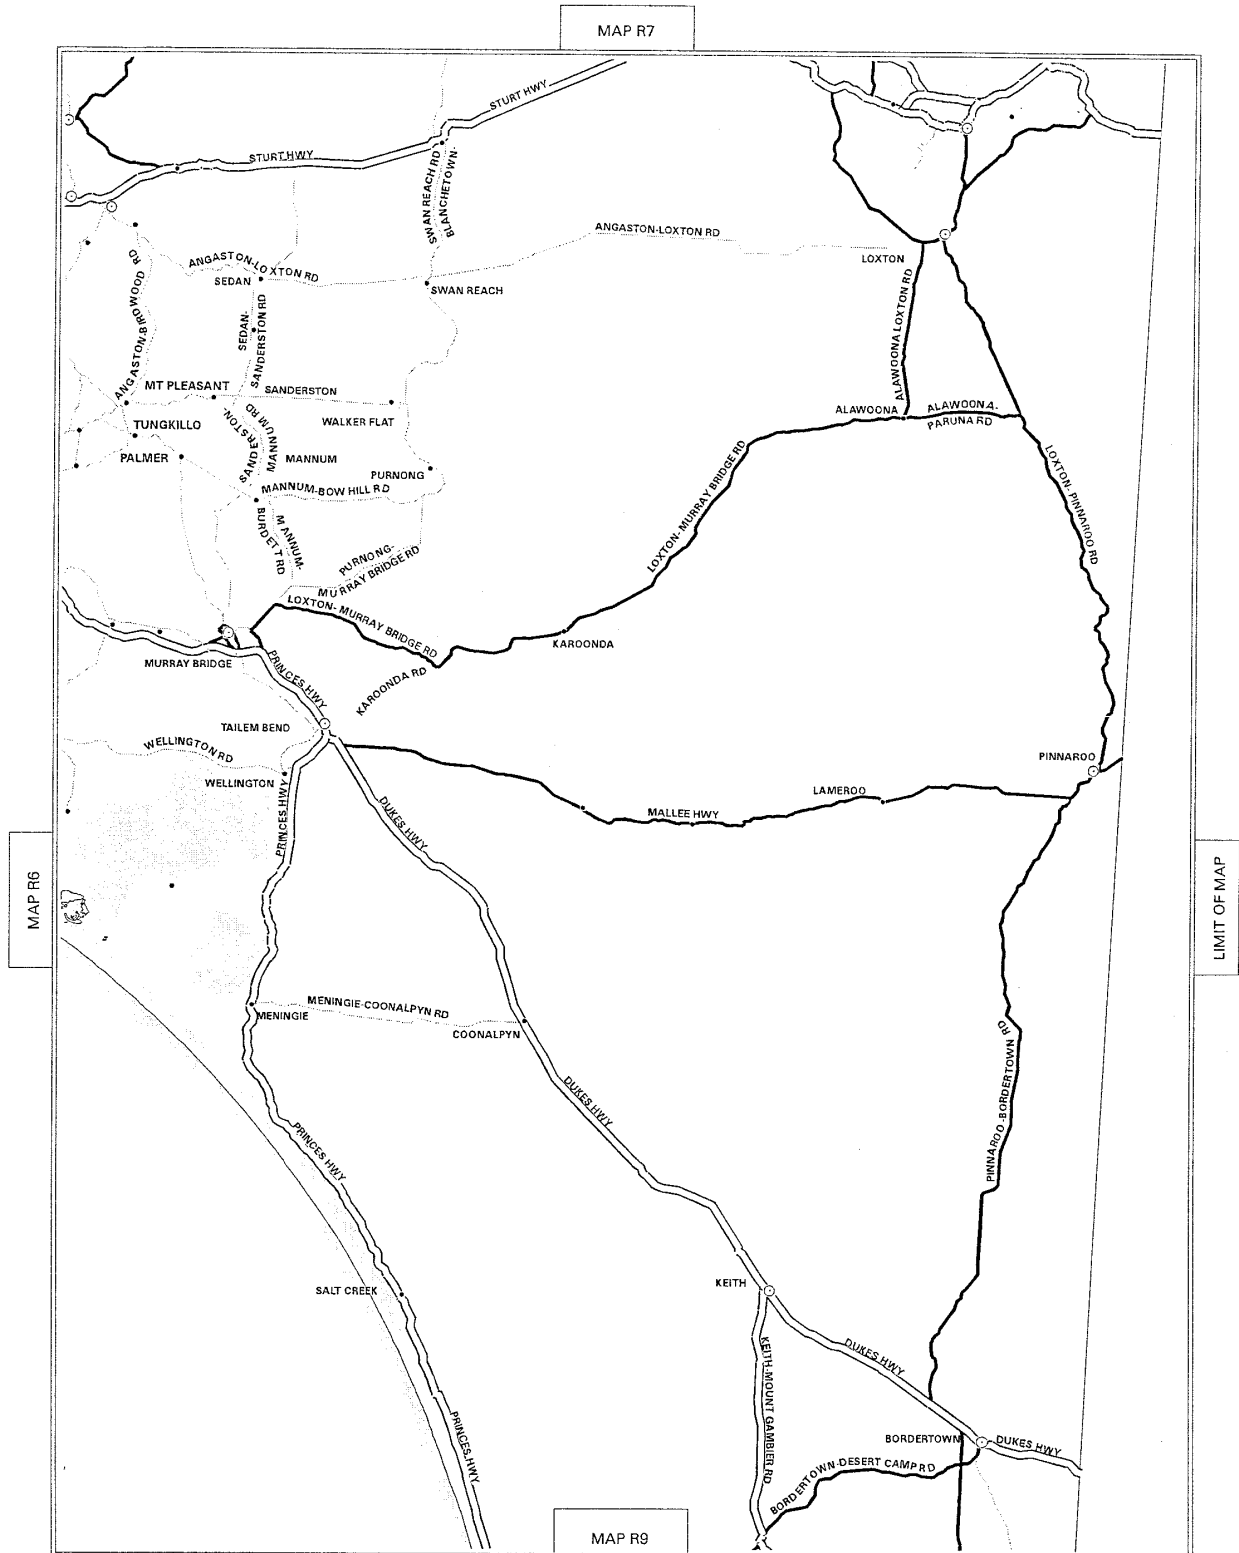 MAP R7
STURT HWY
STURT HWY
SWAN REACH RD
BLANCHETOWN-
ANGASTON-LOXTON RD
LOXTON
ANGASTON-LOXTON RD
SEDAN
SWAN REACH
ANGASTON-BIRDWOOD RD
SEDAN-
SANDERSTON RD
ALAWOONA LOXTON RD
MT PLEASANT
SANDERSTON
WALKER FLAT
ALAWOONA
ALAWOONA-
PARUNA RD
TUNGKILLO
SANDERSTON-
MANNUM RD
PALMER
MANNUM
PURNONG
MANNUM-BOW HILL RD
LOXTON-MURRAY BRIDGE RD
LOXTON-PINNAROO RD
MANNUM-
BURDETT RD
PURNONG-
MURRAY BRIDGE RD
LOXTON-MURRAY BRIDGE RD
KAROONDA
MURRAY BRIDGE
PRINCES HWY
KAROONDA RD
TAILEM BEND
WELLINGTON RD
WELLINGTON
PINNAROO
LAMEROO
MALLEE HWY
PRINCES HWY
DUKES HWY
MAP R6
LIMIT OF MAP
MENINGIE-COONALPYN RD
MENINGIE
COONALPYN
PINNAROO-BORDERTOWN RD
DUKES HWY
PRINCES HWY
SALT CREEK
KEITH
DUKES HWY
KEITH-MOUNT GAMBIER RD
PRINCES HWY
BORDERTOWN
DUKES HWY
BORDERTOWN-DESERT CAMP RD
MAP R9